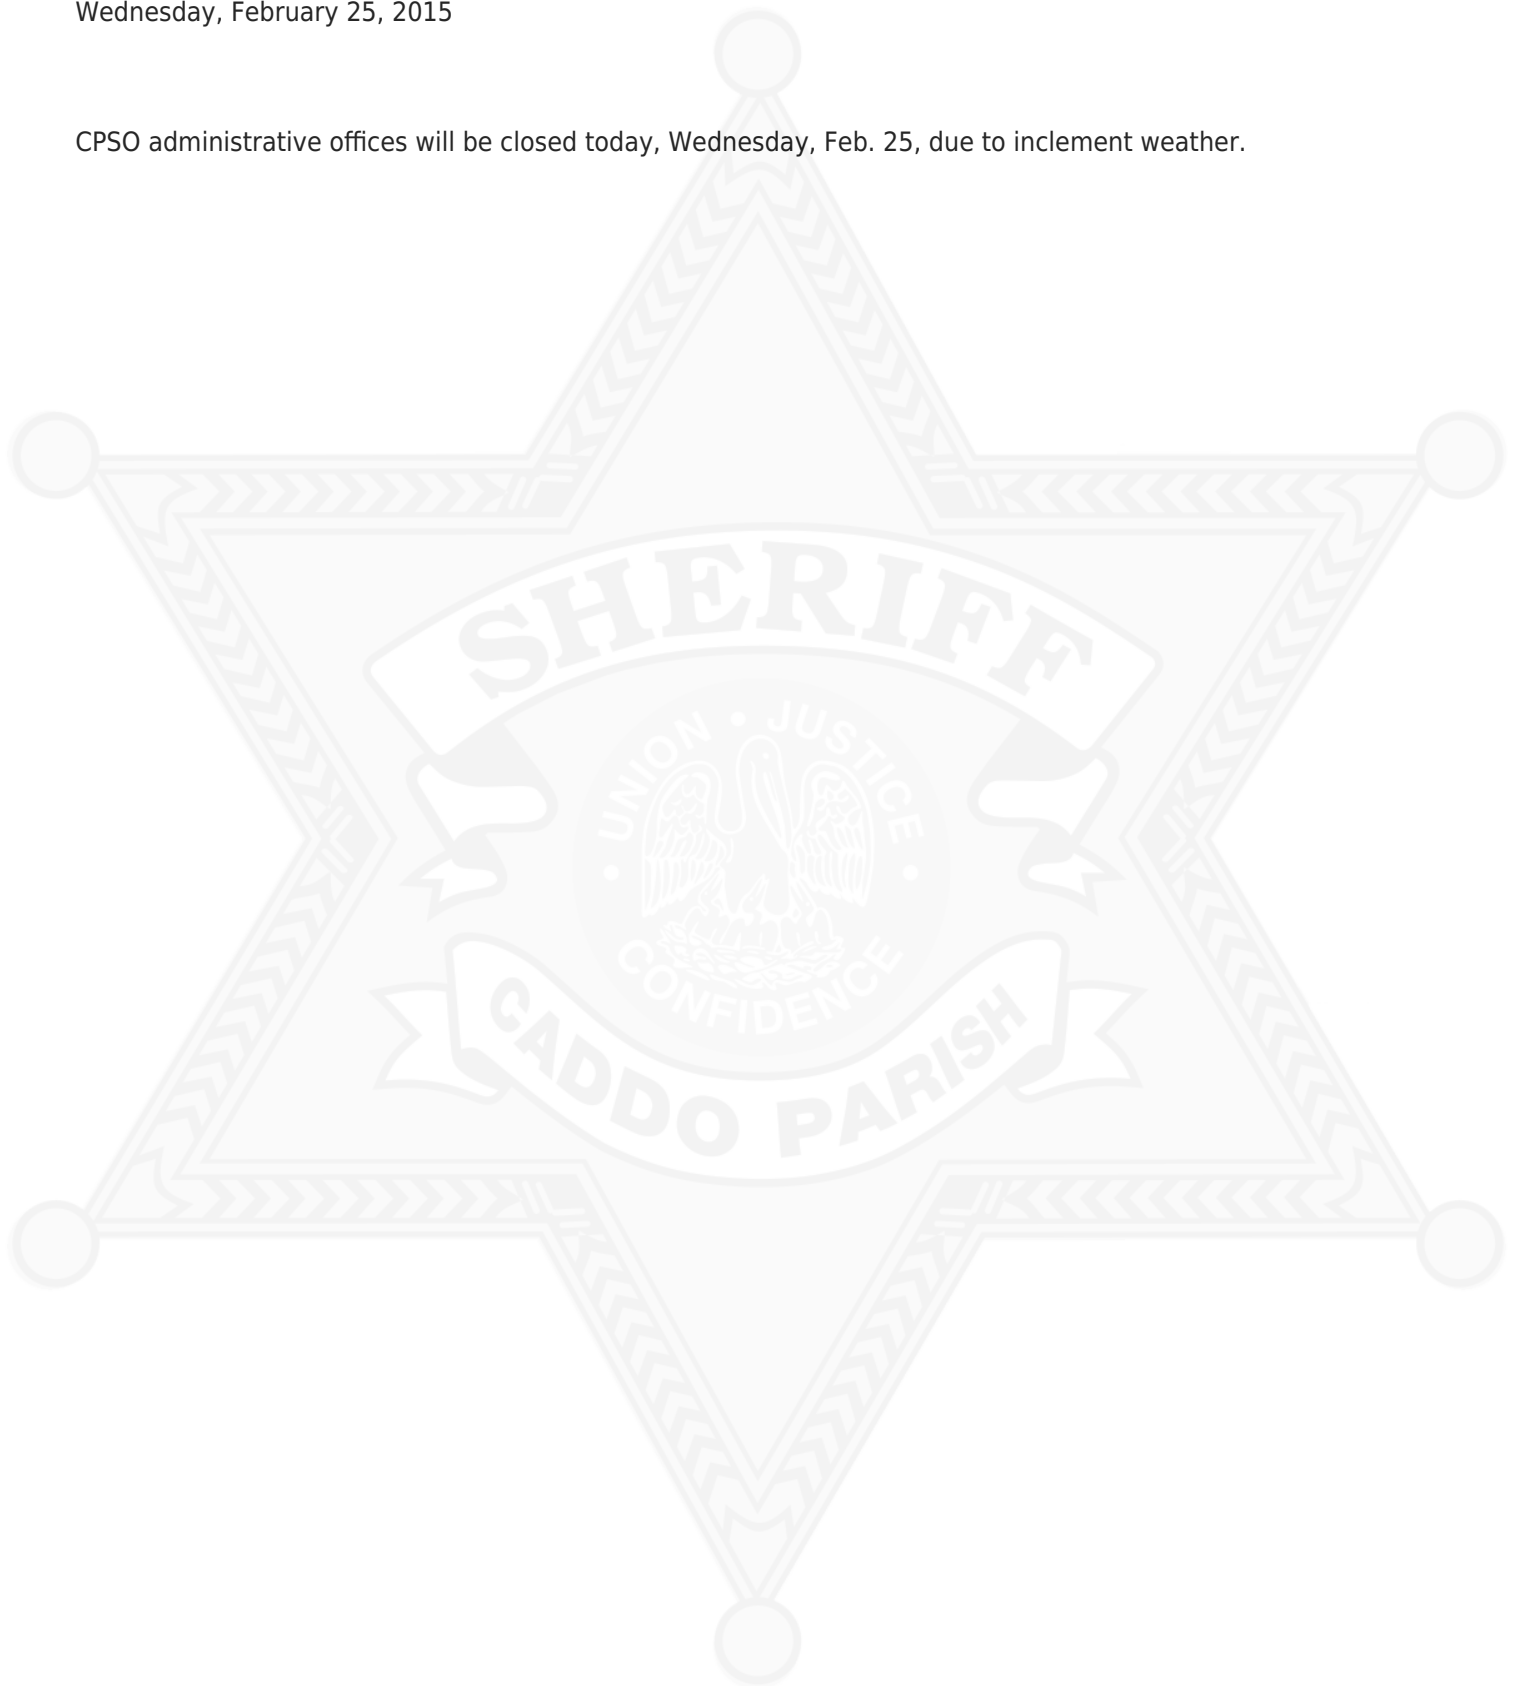 Wednesday, February 25, 2015
CPSO administrative offices will be closed today, Wednesday, Feb. 25, due to inclement weather.
SHERIFF
UNION • JUSTICE
• CONFIDENCE •
CADDO PARISH